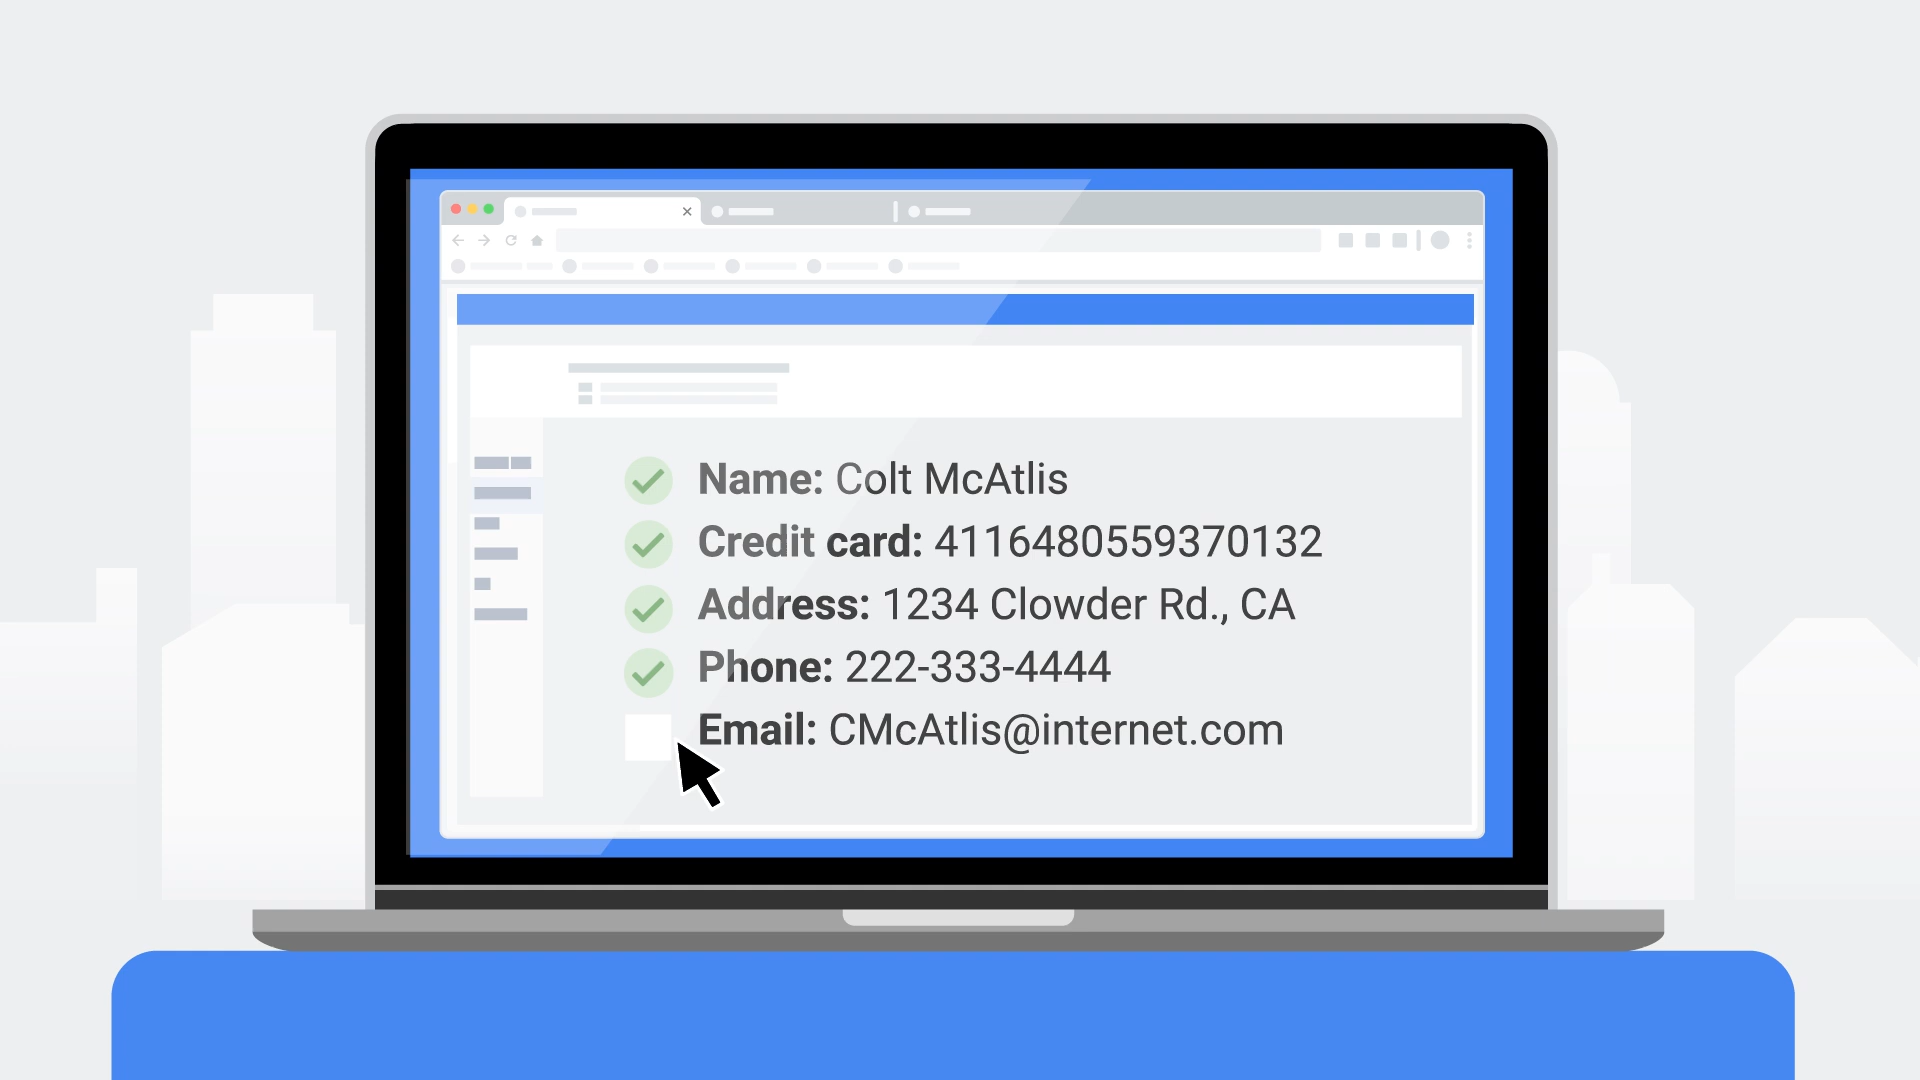 Name: Colt McAtlis
Credit card: 4116480559370132
Address: 1234 Clowder Rd., CA
Phone: 222-333-4444
Email: CMcAtlis@internet.com